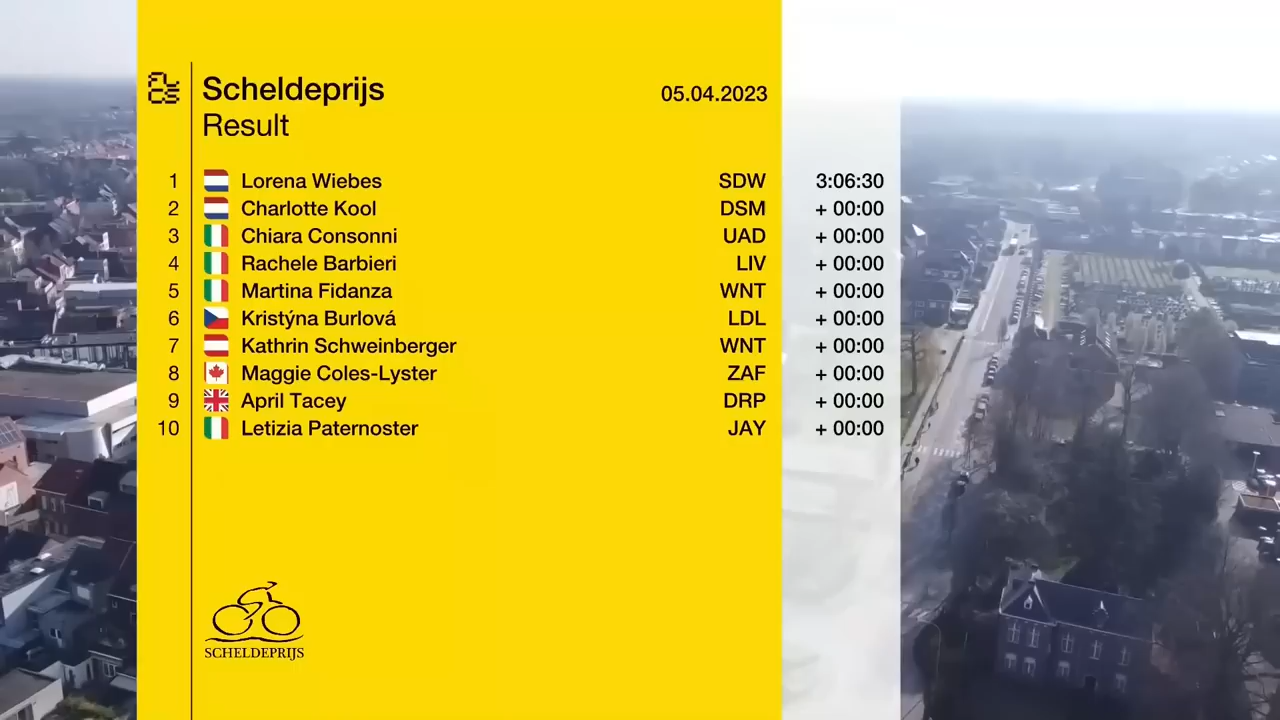 Scheldeprijs 05.04.2023
Result
1 Lorena Wiebes SDW 3:06:30
2 Charlotte Kool DSM + 00:00
3 Chiara Consonni UAD + 00:00
4 Rachele Barbieri LIV + 00:00
5 Martina Fidanza WNT + 00:00
6 Kristýna Burlová LDL + 00:00
7 Kathrin Schweinberger WNT + 00:00
8 Maggie Coles-Lyster ZAF + 00:00
9 April Tacey DRP + 00:00
10 Letizia Paternoster JAY + 00:00
SCHELDEPRIJS